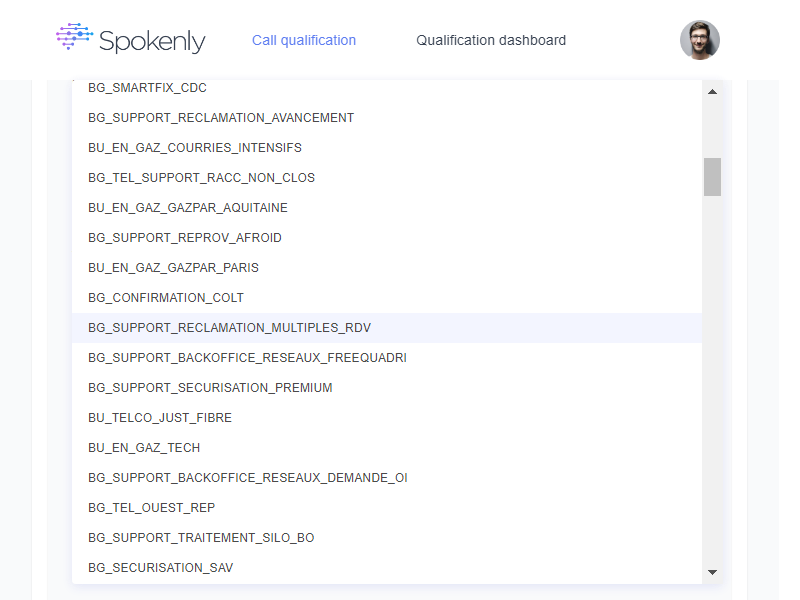 Spokenly
Call qualification
Qualification dashboard
BG_SMARTFIX_CDC
BG_SUPPORT_RECLAMATION_AVANCEMENT
BU_EN_GAZ_COURRIES_INTENSIFS
BG_TEL_SUPPORT_RACC_NON_CLOS
BU_EN_GAZ_GAZPAR_AQUITAINE
BG_SUPPORT_REPROV_AFROID
BU_EN_GAZ_GAZPAR_PARIS
BG_CONFIRMATION_COLT
BG_SUPPORT_RECLAMATION_MULTIPLES_RDV
BG_SUPPORT_BACKOFFICE_RESEAUX_FREEQUADRI
BG_SUPPORT_SECURISATION_PREMIUM
BU_TELCO_JUST_FIBRE
BU_EN_GAZ_TECH
BG_SUPPORT_BACKOFFICE_RESEAUX_DEMANDE_OI
BG_TEL_OUEST_REP
BG_SUPPORT_TRAITEMENT_SILO_BO
BG_SECURISATION_SAV